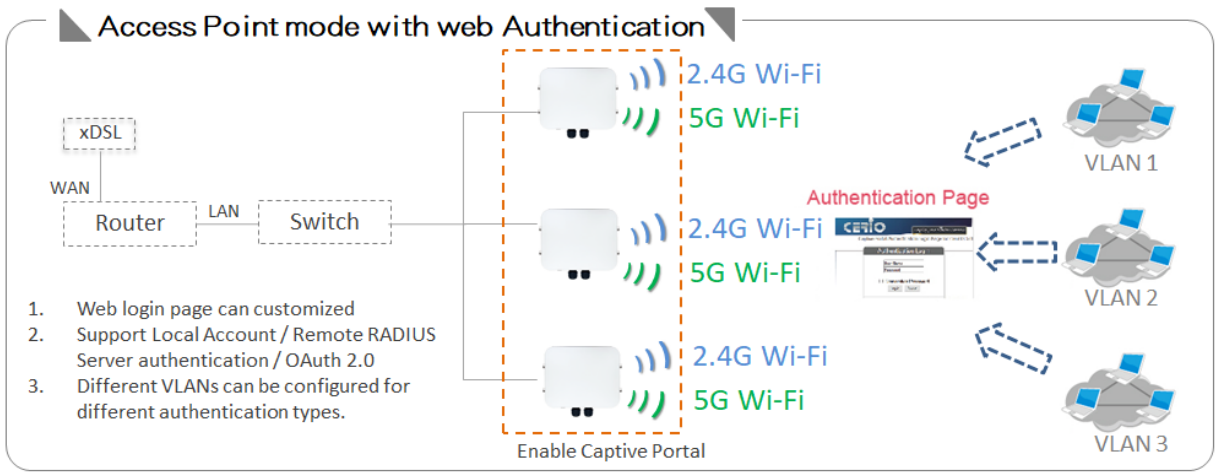 Access Point mode with web Authentication
xDSL
WAN
Router
LAN
Switch
2.4G Wi-Fi
5G Wi-Fi
2.4G Wi-Fi
5G Wi-Fi
2.4G Wi-Fi
5G Wi-Fi
Enable Captive Portal
Authentication Page
CERIO
VLAN 1
VLAN 2
VLAN 3
1. Web login page can customized
2. Support Local Account / Remote RADIUS
Server authentication / OAuth 2.0
3. Different VLANs can be configured for
different authentication types.